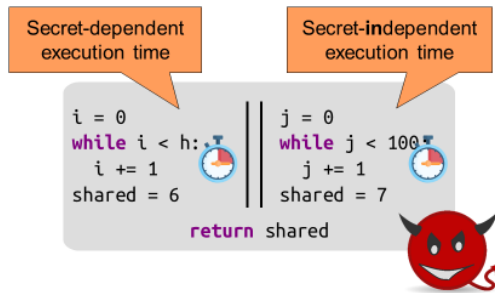 Secret-dependent
execution time
Secret-independent
execution time
i = 0
while i < h:
i += 1
shared = 6
j = 0
while j < 100
j += 1
shared = 7
return shared